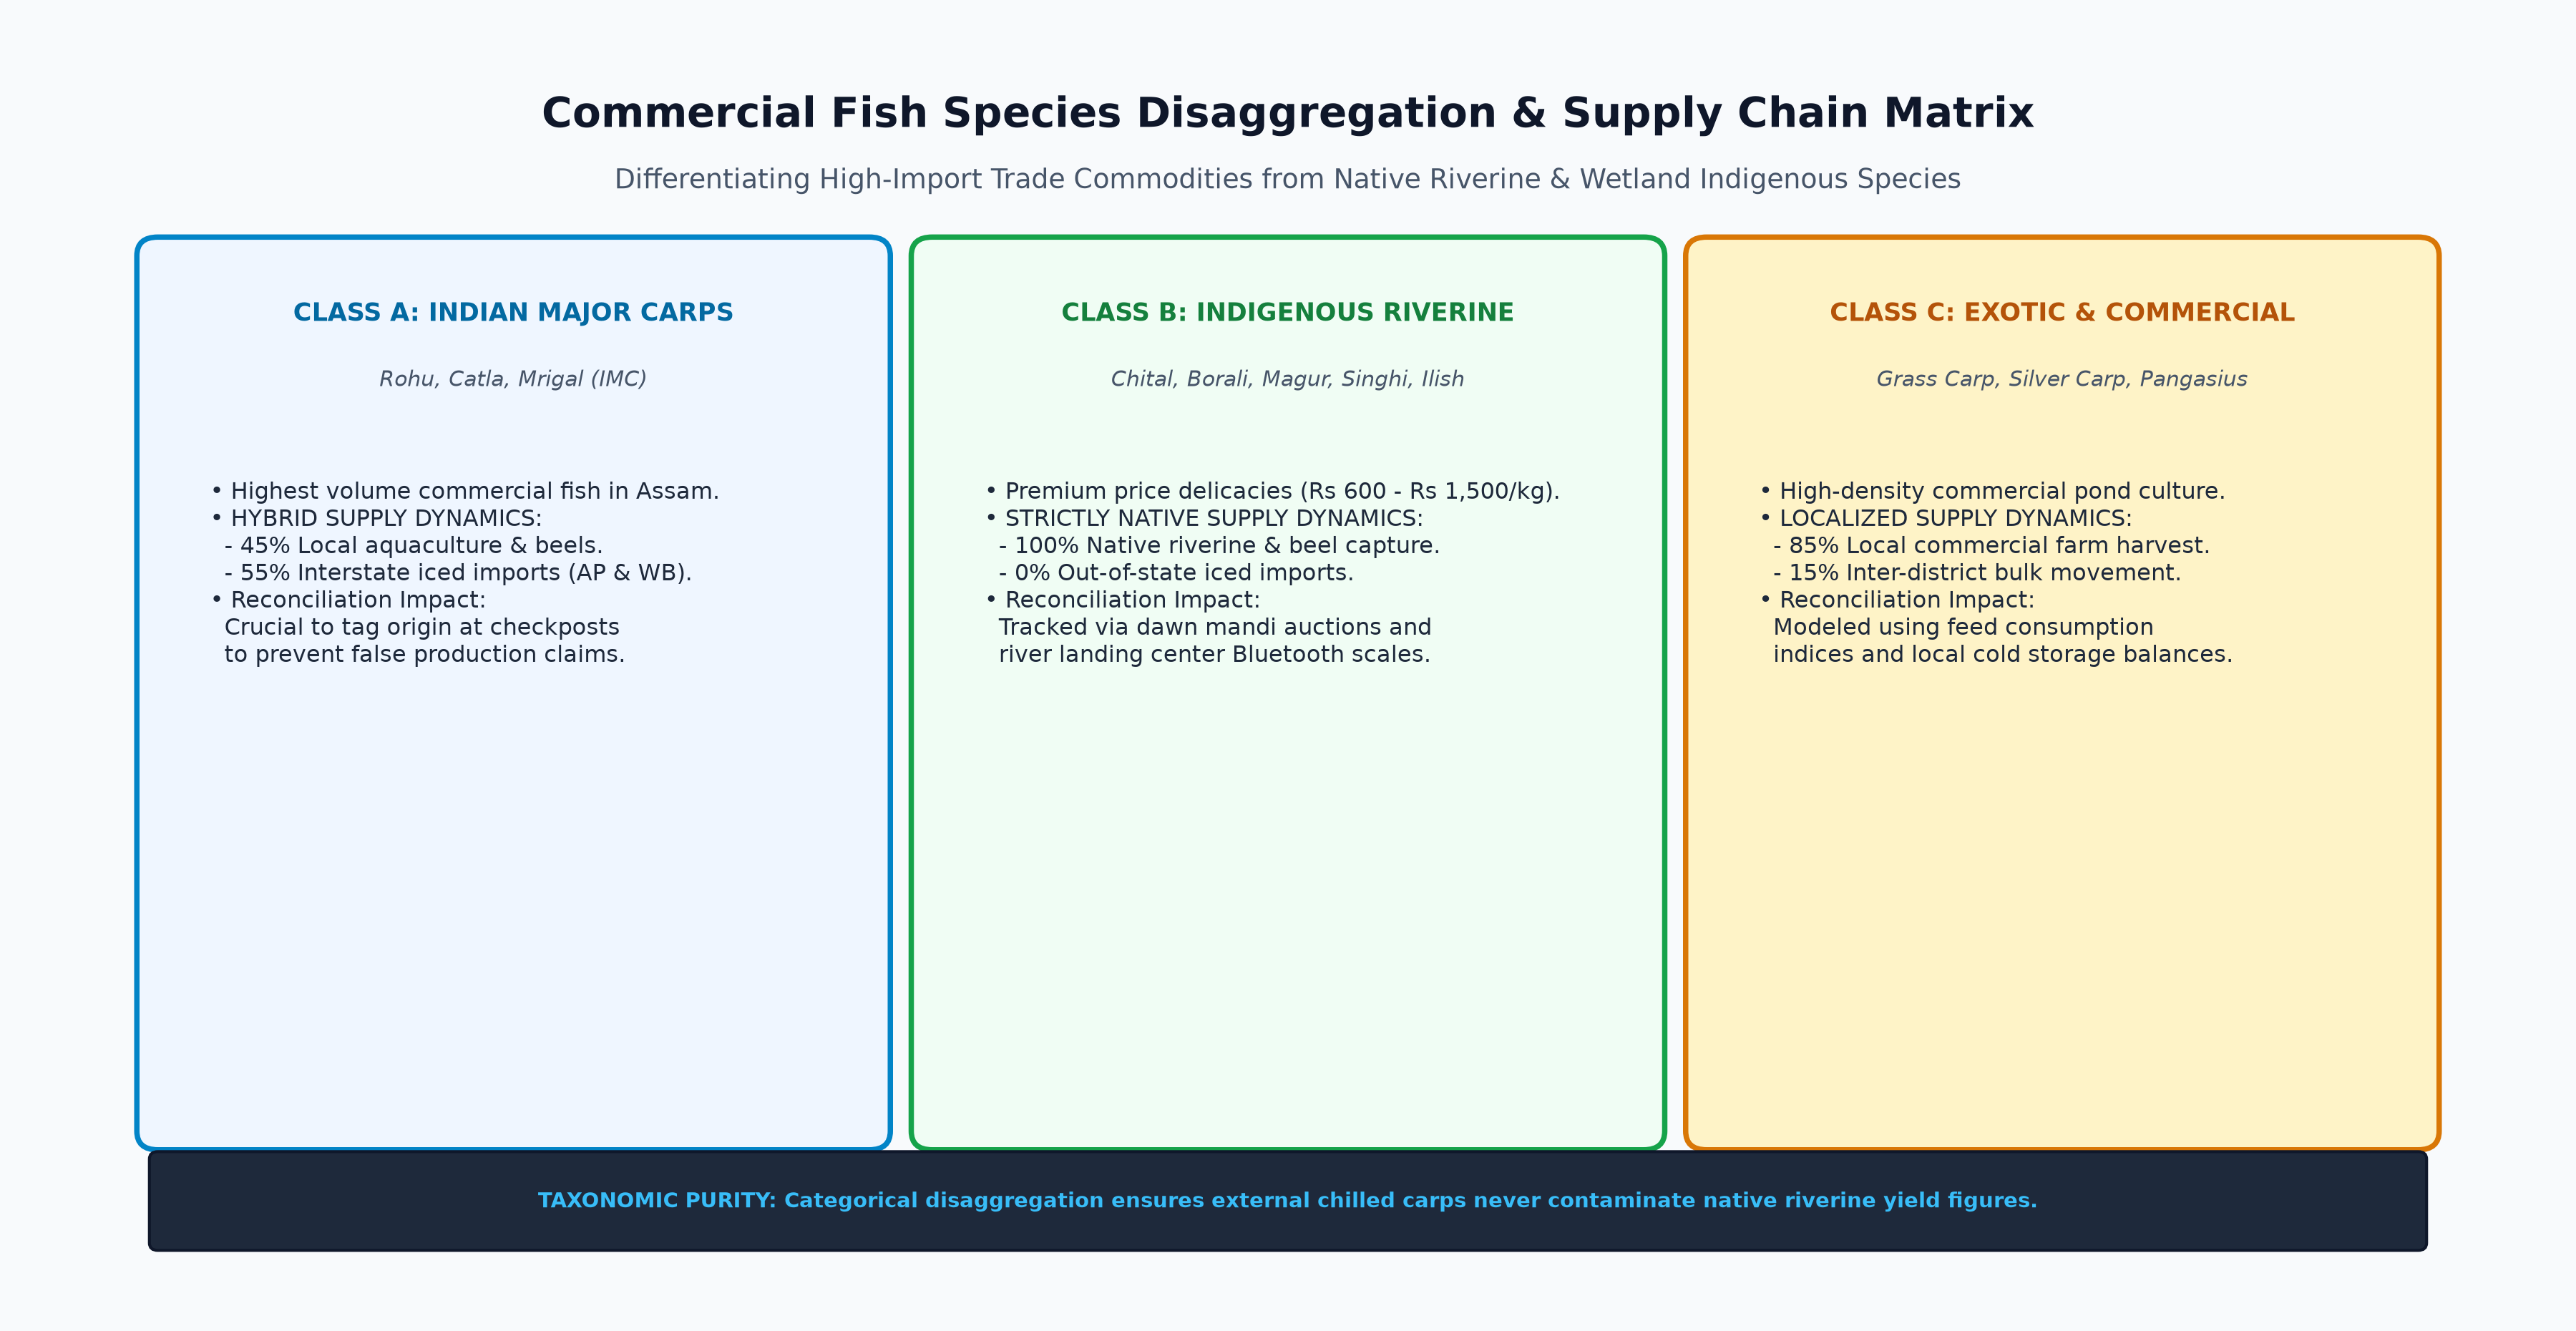 Commercial Fish Species Disaggregation & Supply Chain Matrix
Differentiating High-Import Trade Commodities from Native Riverine & Wetland Indigenous Species
CLASS A: INDIAN MAJOR CARPS
Rohu, Catla, Mrigal (IMC)
• Highest volume commercial fish in Assam.
• HYBRID SUPPLY DYNAMICS:
- 45% Local aquaculture & beels.
- 55% Interstate iced imports (AP & WB).
• Reconciliation Impact:
Crucial to tag origin at checkposts
to prevent false production claims.
CLASS B: INDIGENOUS RIVERINE
Chital, Borali, Magur, Singhi, Ilish
• Premium price delicacies (Rs 600 - Rs 1,500/kg).
• STRICTLY NATIVE SUPPLY DYNAMICS:
- 100% Native riverine & beel capture.
- 0% Out-of-state iced imports.
• Reconciliation Impact:
Tracked via dawn mandi auctions and
river landing center Bluetooth scales.
CLASS C: EXOTIC & COMMERCIAL
Grass Carp, Silver Carp, Pangasius
• High-density commercial pond culture.
• LOCALIZED SUPPLY DYNAMICS:
- 85% Local commercial farm harvest.
- 15% Inter-district bulk movement.
• Reconciliation Impact:
Modeled using feed consumption
indices and local cold storage balances.
TAXONOMIC PURITY: Categorical disaggregation ensures external chilled carps never contaminate native riverine yield figures.